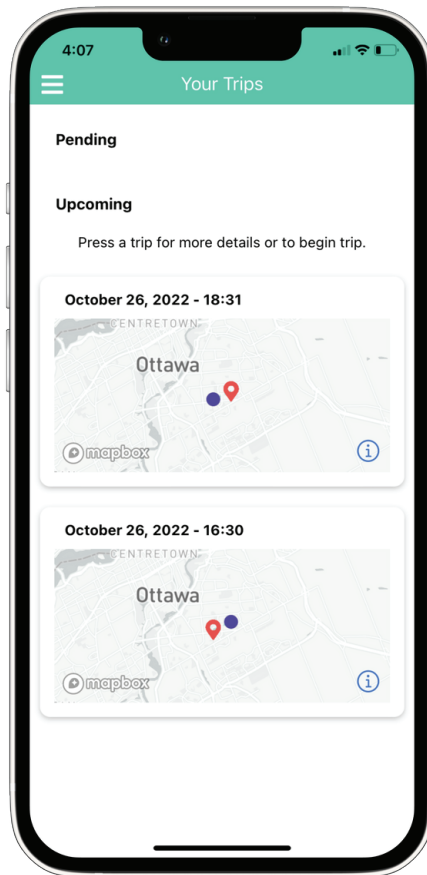 4:07
Your Trips
Pending
Upcoming
Press a trip for more details or to begin trip.
October 26, 2022 - 18:31
CENTRETOWN
Ottawa
mapbox
i
October 26, 2022 - 16:30
CENTRETOWN
Ottawa
mapbox
i